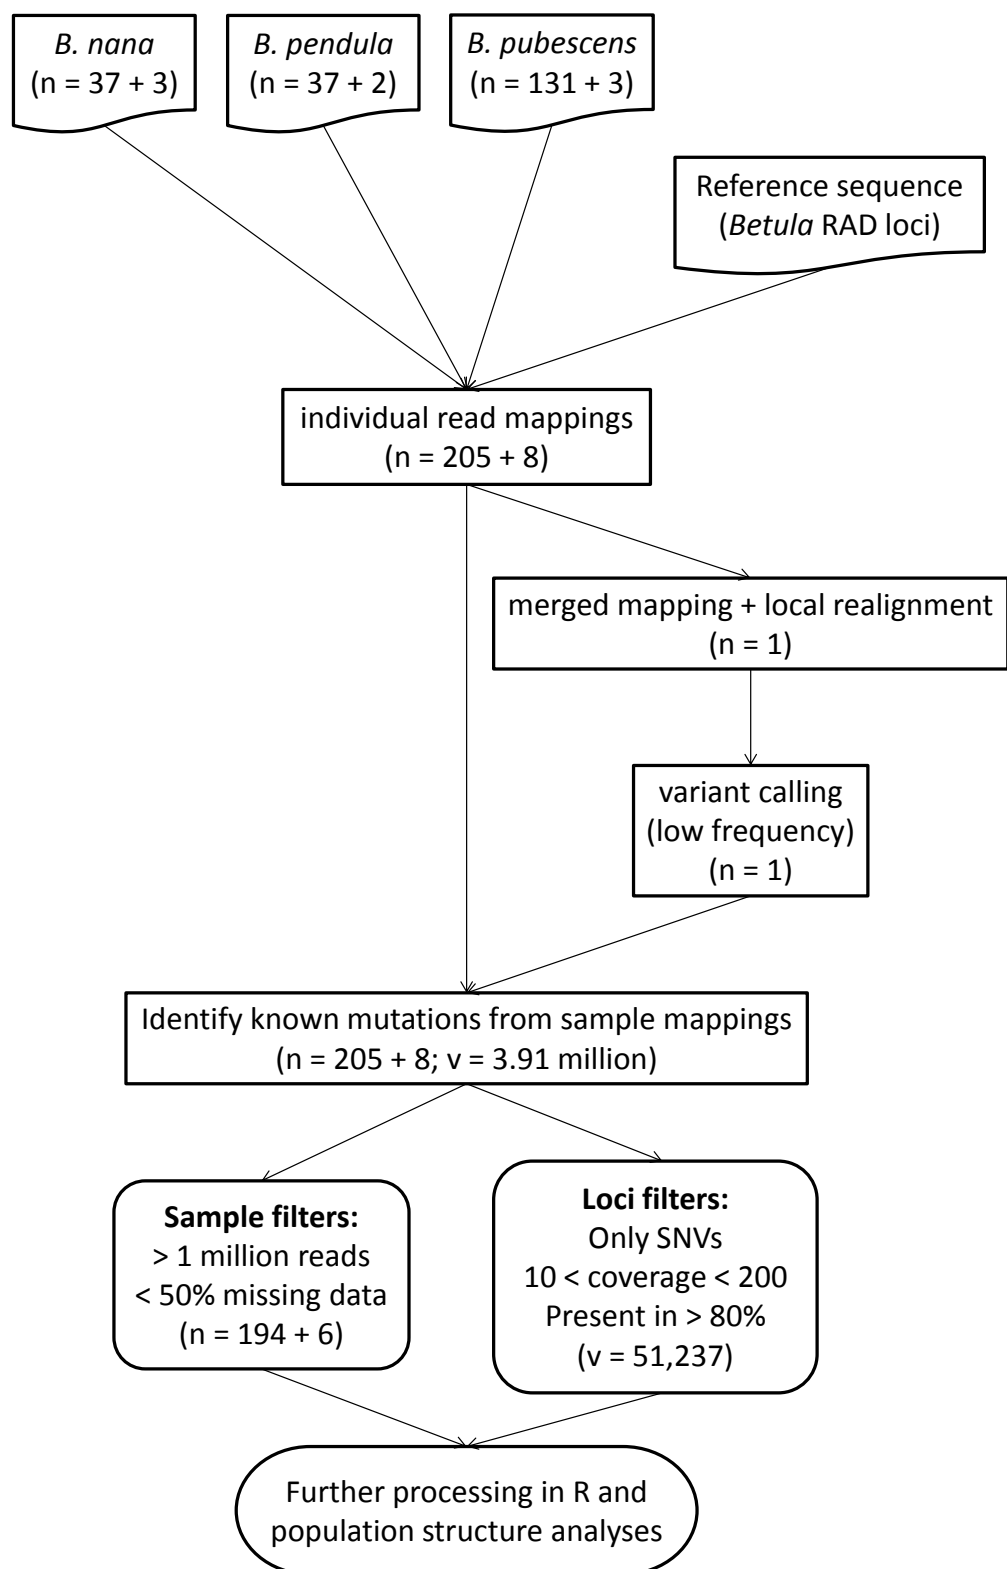 B. nana
(n = 37 + 3)
B. pendula
(n = 37 + 2)
B. pubescens
(n = 131 + 3)
Reference sequence
(Betula RAD loci)
individual read mappings
(n = 205 + 8)
merged mapping + local realignment
(n = 1)
variant calling
(low frequency)
(n = 1)
Identify known mutations from sample mappings
(n = 205 + 8; v = 3.91 million)
Sample filters:
> 1 million reads
< 50% missing data
(n = 194 + 6)
Loci filters:
Only SNVs
10 < coverage < 200
Present in > 80%
(v = 51,237)
Further processing in R and
population structure analyses